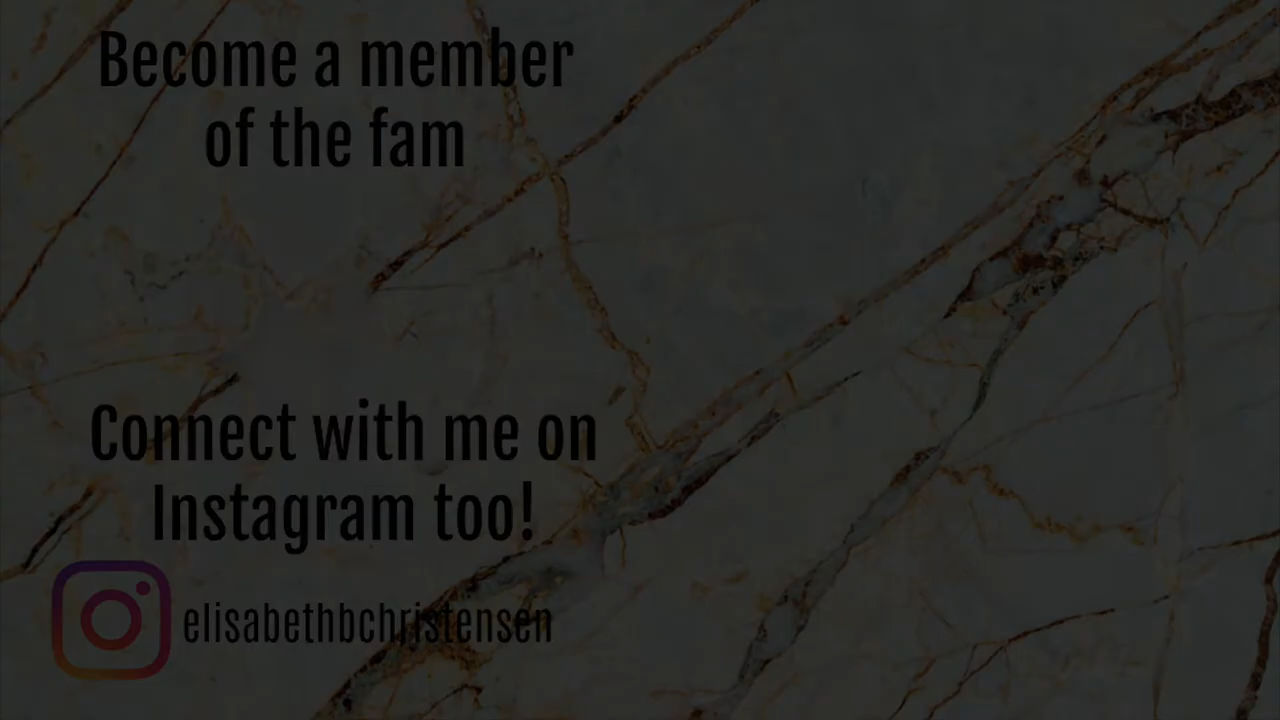 Become a member
of the fam
Connect with me on
Instagram too!
elisabethbchristensen